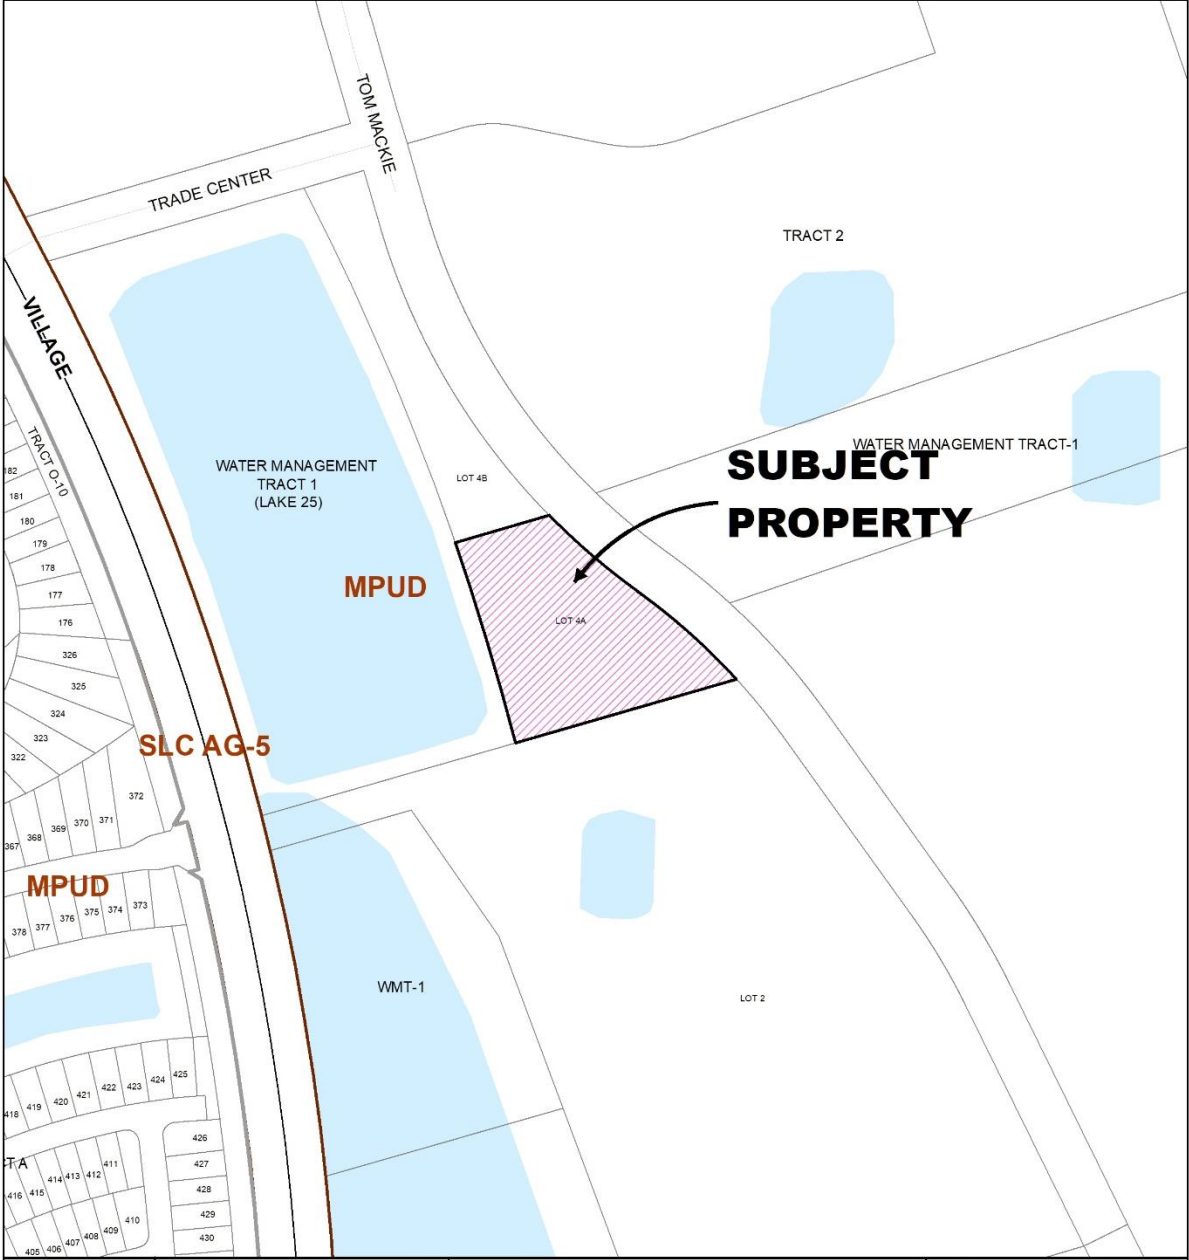 TOM MACKIE
TRADE CENTER
TRACT 2
VILLAGE
TRACT O-10
WATER MANAGEMENT
TRACT 1
(LAKE 25)
LOT 4B
WATER MANAGEMENT TRACT-1
SUBJECT
PROPERTY
MPUD
LOT 4A
182
181
180
179
178
177
176
326
325
324
323
322
SLC AG-5
372
371
370
369
368
367
MPUD
373
374
375
376
377
378
WMT-1
LOT 2
425
424
423
422
421
420
419
418
426
427
428
429
430
CT A
411
412
413
414
415
416
410
409
408
407
406
405